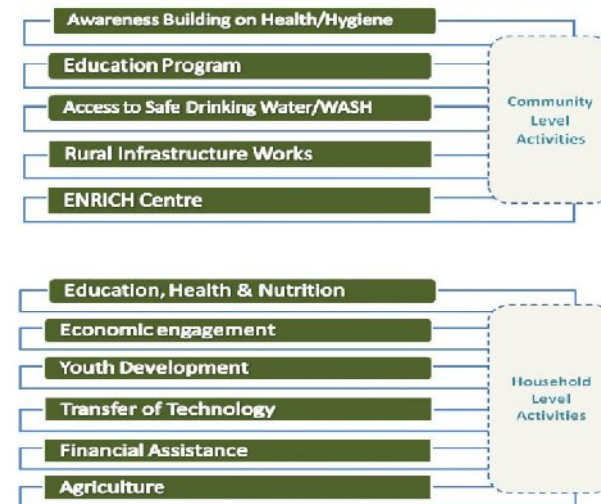 Awareness Building on Health/Hygiene
Education Program
Access to Safe Drinking Water/WASH
Rural Infrastructure Works
ENRICH Centre
Community
Level
Activities
Education, Health & Nutrition
Economic engagement
Youth Development
Transfer of Technology
Financial Assistance
Agriculture
Household
Level
Activities